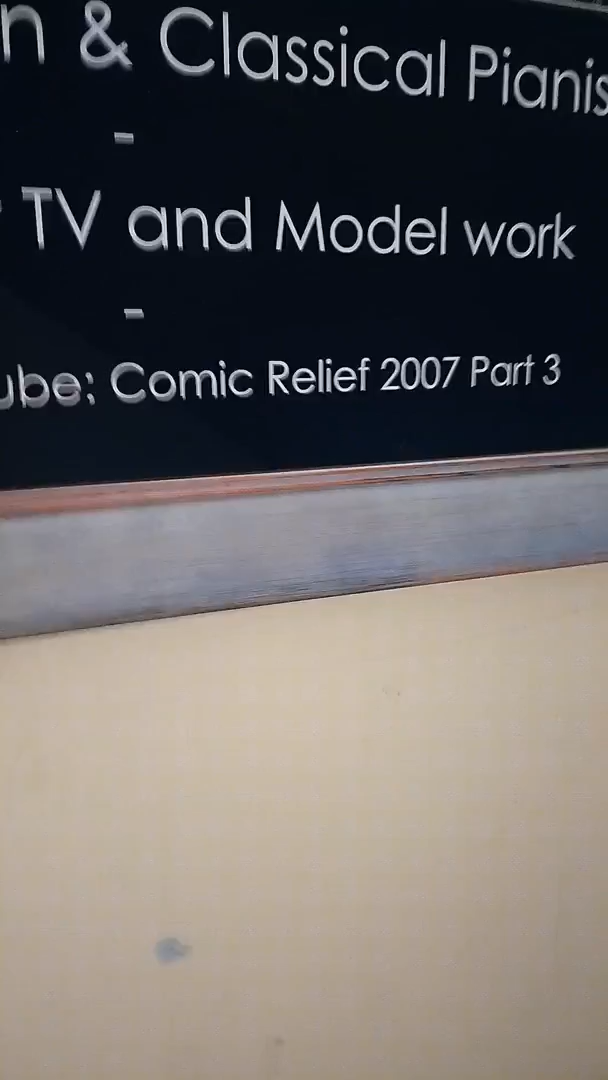 n & Classical Pianis
-
TV and Model work
-
ube: Comic Relief 2007 Part 3